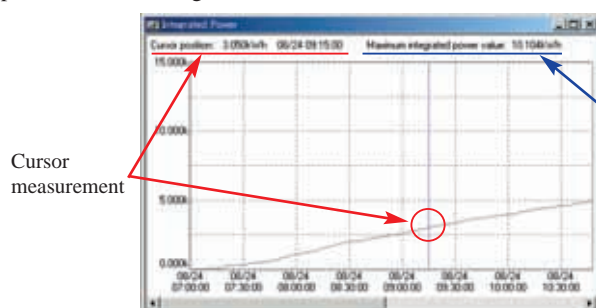 Integrated Power
Cursor position: 3.050kWh 08/24-09:15:00 Maximum integrated power value: 10.104kWh
15.000k
10.000k
5.000k
0.000k
Cursor
measurement
08/24 08/24 08/24 08/24 08/24 08/24 08/24 08/24
07:00:00 07:30:00 08:00:00 08:30:00 09:00:00 09:30:00 10:00:00 10:30:00